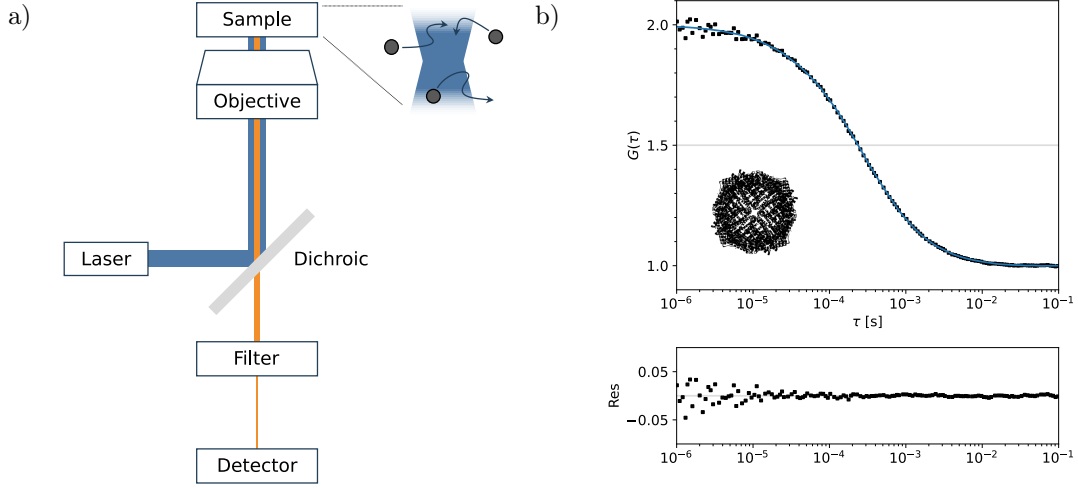 a)
Sample
Objective
Laser
Dichroic
Filter
Detector
b)
2.0
1.5
1.0
G(τ)
10⁻⁶ 10⁻⁵ 10⁻⁴ 10⁻³ 10⁻² 10⁻¹
τ [s]
0.05
−0.05
Res
10⁻⁶ 10⁻⁵ 10⁻⁴ 10⁻³ 10⁻² 10⁻¹